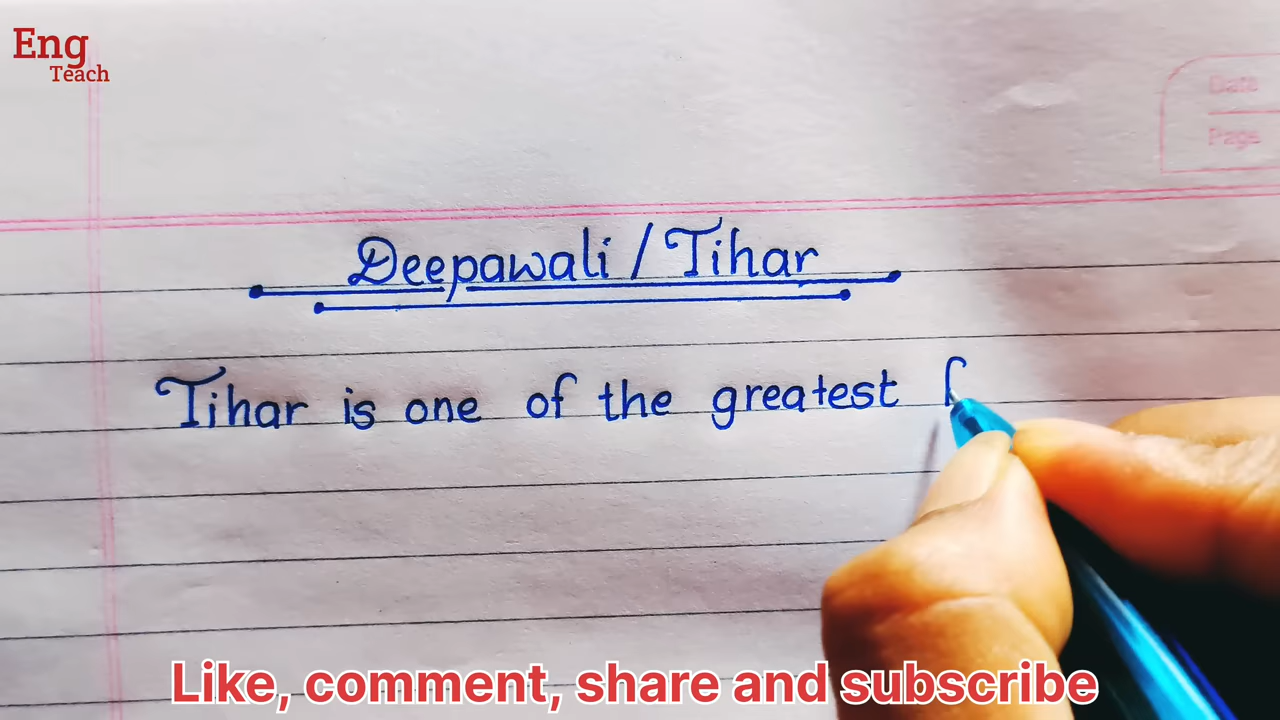 Eng
Teach
Date
Page
Deepawali / Tihar
Tihar is one of the greatest f
Like, comment, share and subscribe